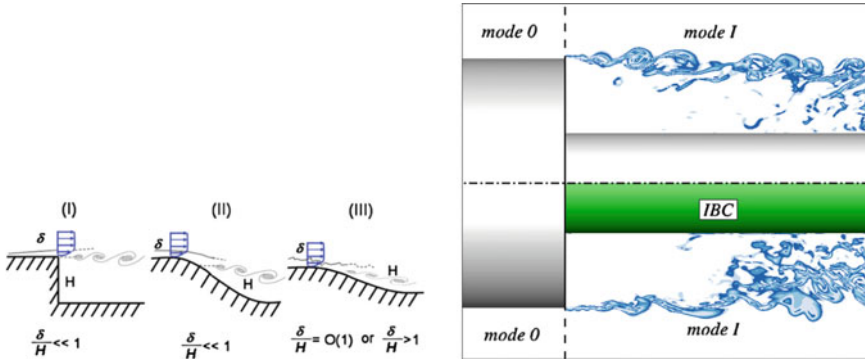 (I)
(II)
(III)
δ
δ
δ
H
H
H
δ/H << 1
δ/H << 1
δ/H = O(1) or δ/H > 1
mode 0
mode I
IBC
mode 0
mode I